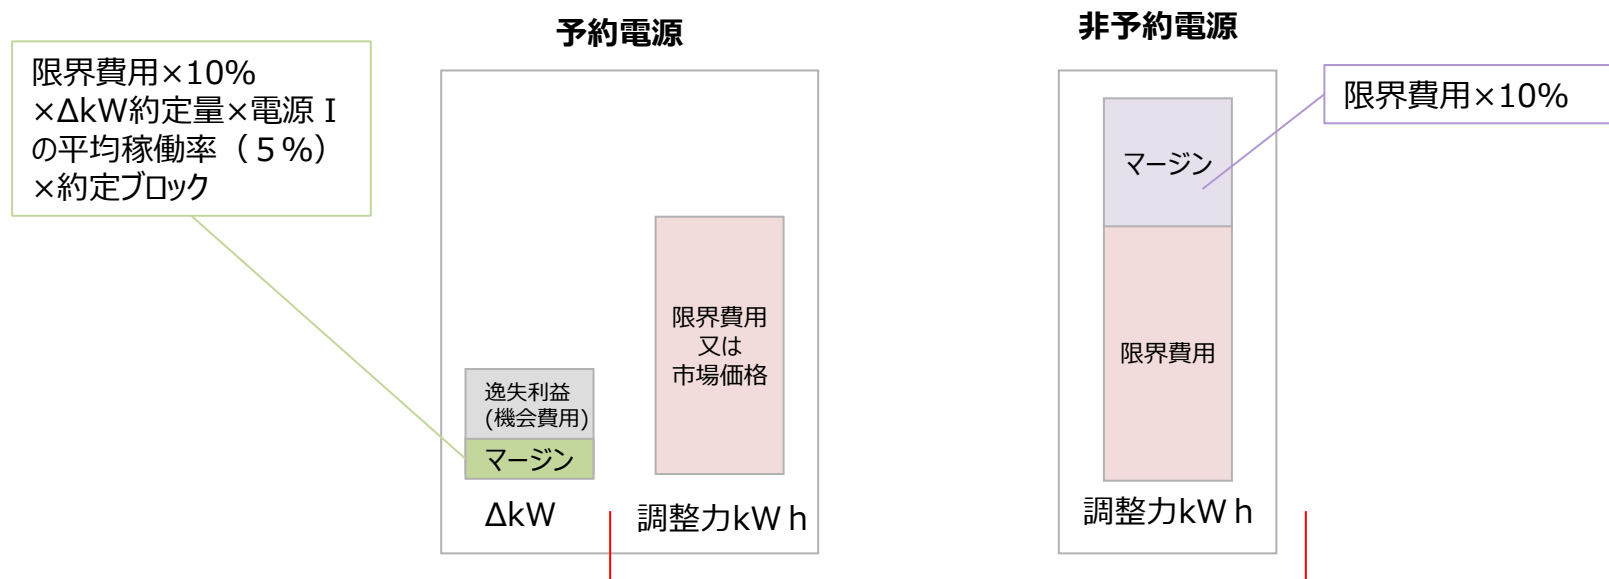 予約電源
非予約電源
限界費用×10%
×ΔkW約定量×電源Ⅰ
の平均稼働率（５%）
×約定ブロック
限界費用×10%
マージン
限界費用
又は
市場価格
限界費用
逸失利益
(機会費用)
マージン
ΔkW
調整力kWｈ
調整力kWｈ